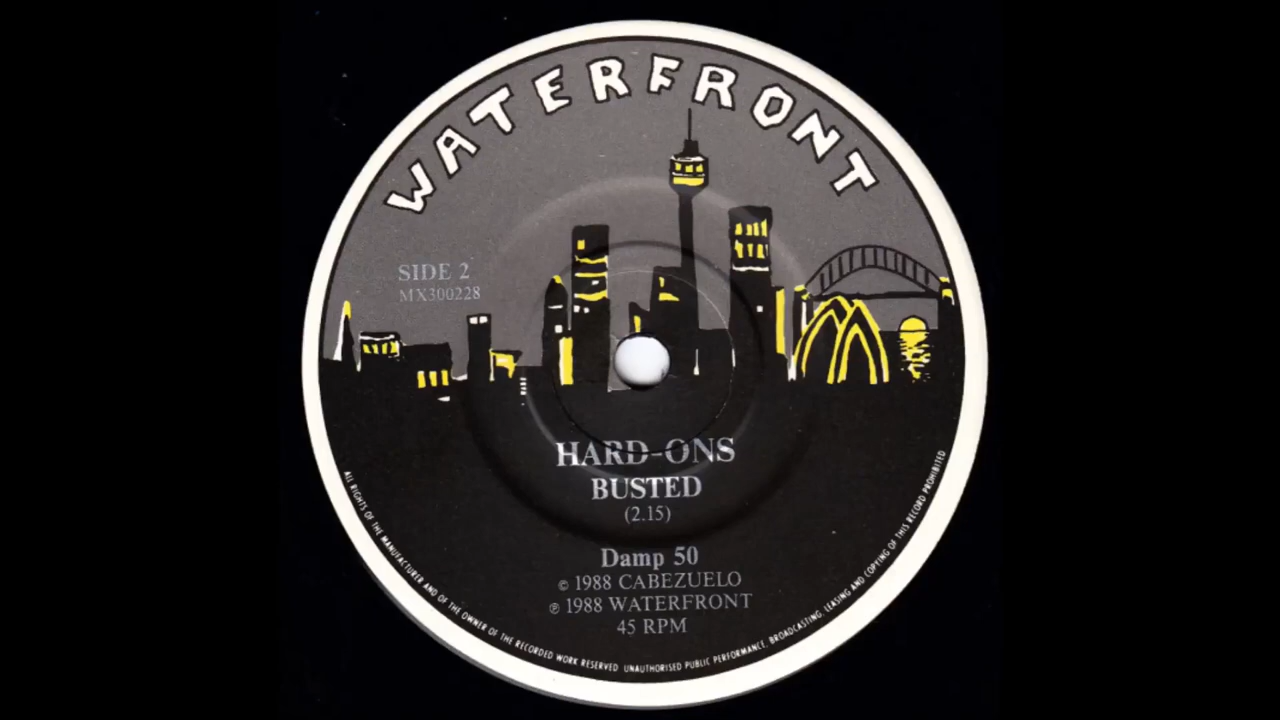 WATERFRONT
SIDE 2
MX300228
HARD-ONS
BUSTED
(2.15)
Damp 50
© 1988 CABEZUELO
℗ 1988 WATERFRONT
45 RPM
ALL RIGHTS OF THE MANUFACTURER AND OF THE OWNER OF THE RECORDED WORK RESERVED UNAUTHORISED PUBLIC PERFORMANCE, BROADCASTING, LEASING AND COPYING OF THIS RECORD PROHIBITED